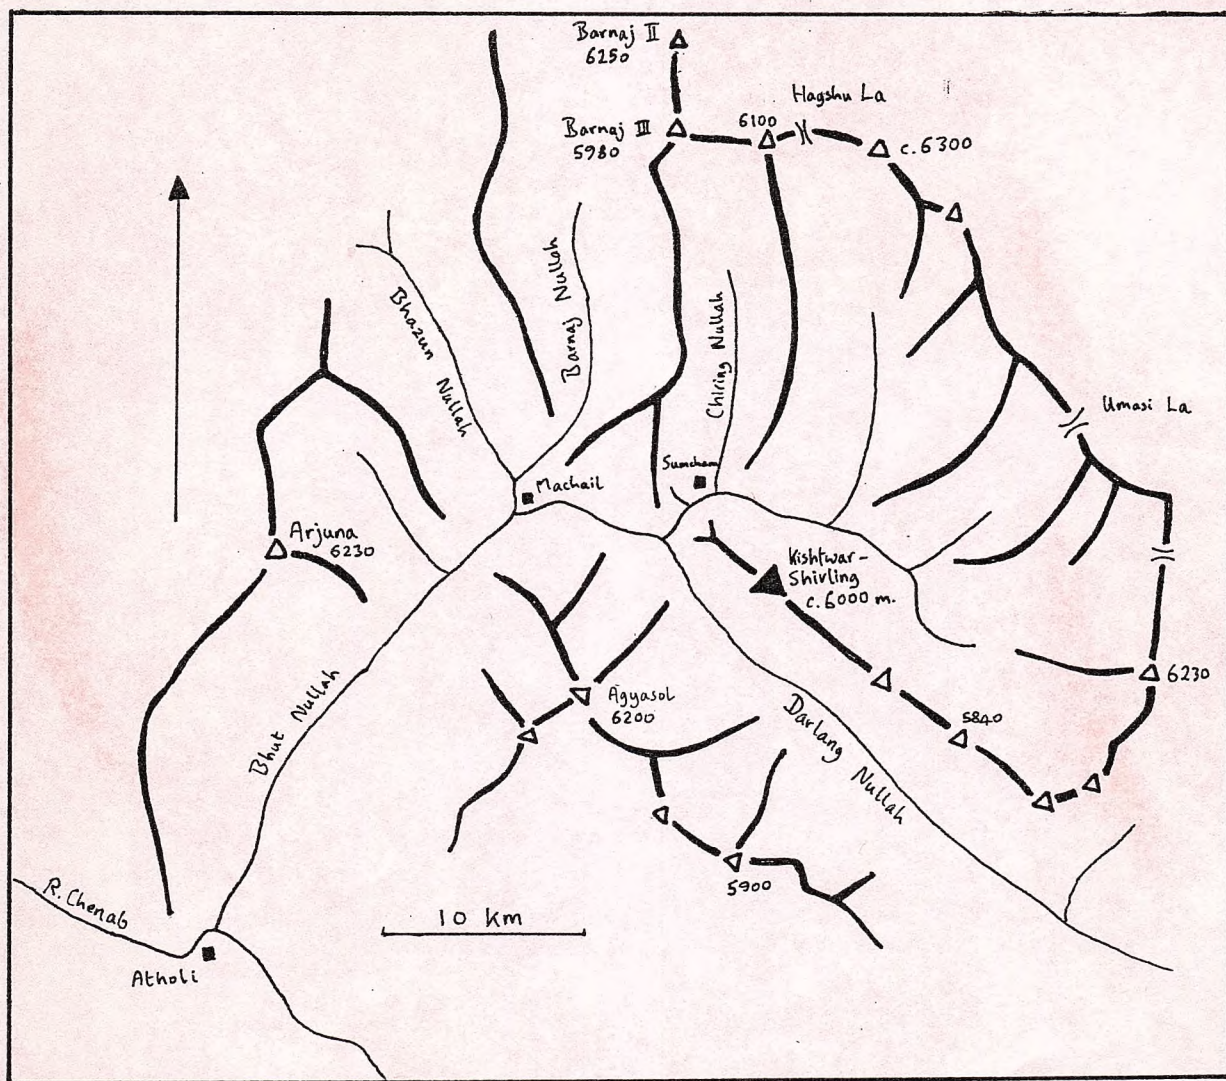 Barnaj II
6250
Hagshu La
Barnaj III
5980
6100
c.6300
Bhazun Nullah
Barnaj Nullah
Chiring Nullah
Umasi La
Sumcham
Machail
Arjuna
6230
Kishtwar-
Shivling
c.6000 m.
Bhut Nullah
Agyasol
6200
Darlang Nullah
6230
5840
5900
R. Chenab
10 km
Atholi